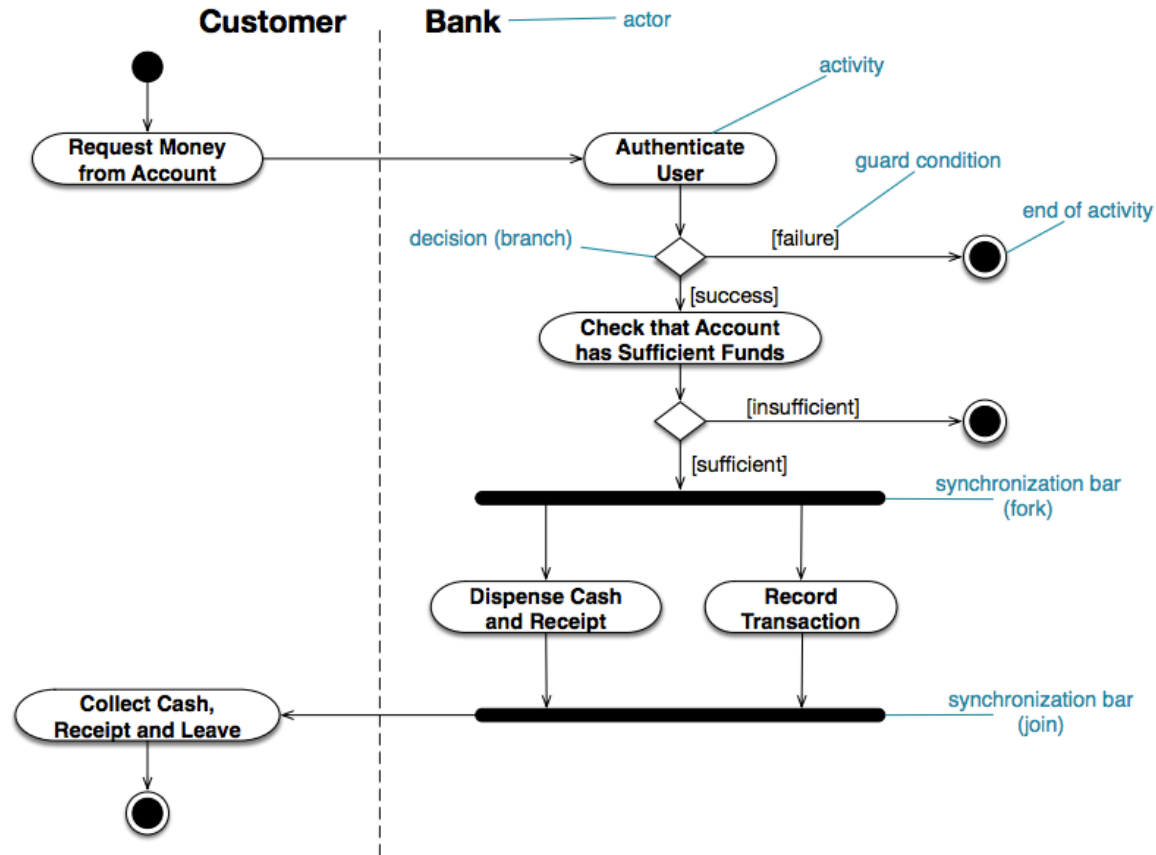 Customer
Bank
actor
activity
Request Money
from Account
Authenticate
User
guard condition
end of activity
decision (branch)
[failure]
[success]
Check that Account
has Sufficient Funds
[insufficient]
[sufficient]
synchronization bar
(fork)
Dispense Cash
and Receipt
Record
Transaction
Collect Cash,
Receipt and Leave
synchronization bar
(join)